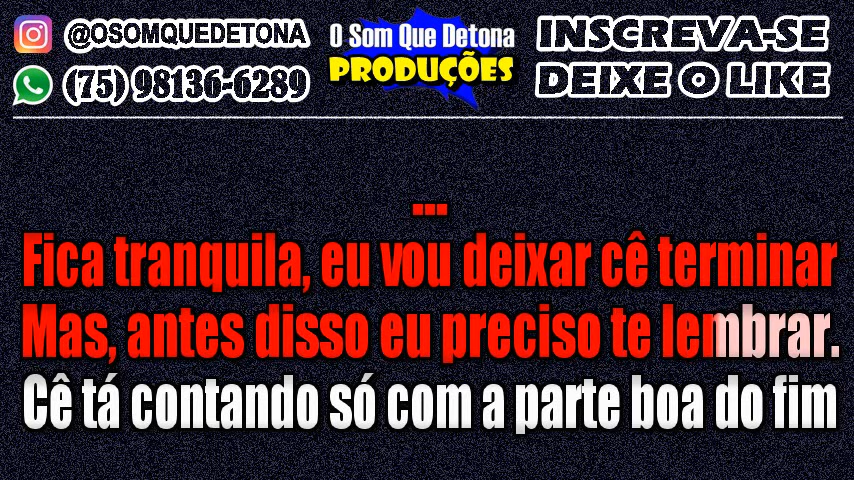 @OSOMQUEDETONA
(75) 98136-6289
O Som Que Detona
PRODUÇÕES
INSCREVA-SE
DEIXE O LIKE
...
Fica tranquila, eu vou deixar cê terminar
Mas, antes disso eu preciso te lembrar.
Cê tá contando só com a parte boa do fim